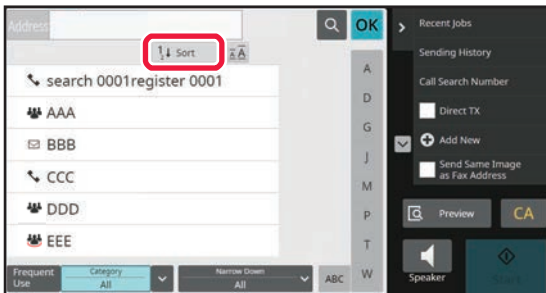 Address
OK
Recent Jobs
Sort
Sending History
search 0001register 0001
Call Search Number
AAA
Direct TX
BBB
Add New
CCC
Send Same Image
as Fax Address
DDD
Preview
CA
EEE
A
D
G
J
M
P
T
W
Frequent
Use
Category
All
Narrow Down
All
ABC
Speaker
Start